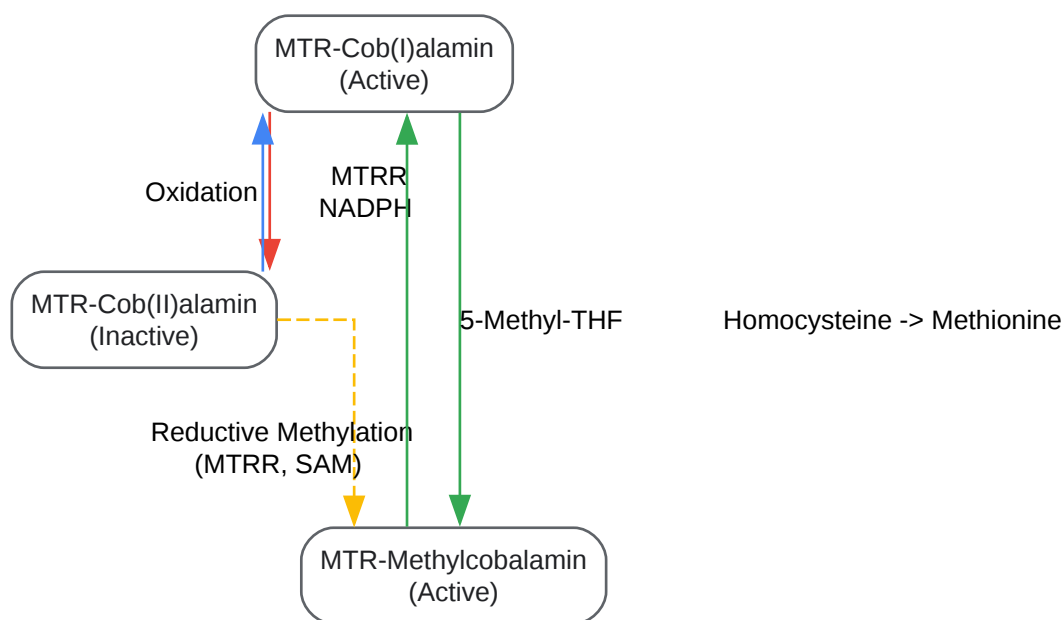 MTR-Cob(I)alamin
(Active)
Oxidation
MTRR
NADPH
MTR-Cob(II)alamin
(Inactive)
5-Methyl-THF
Homocysteine -> Methionine
Reductive Methylation
(MTRR, SAM)
MTR-Methylcobalamin
(Active)